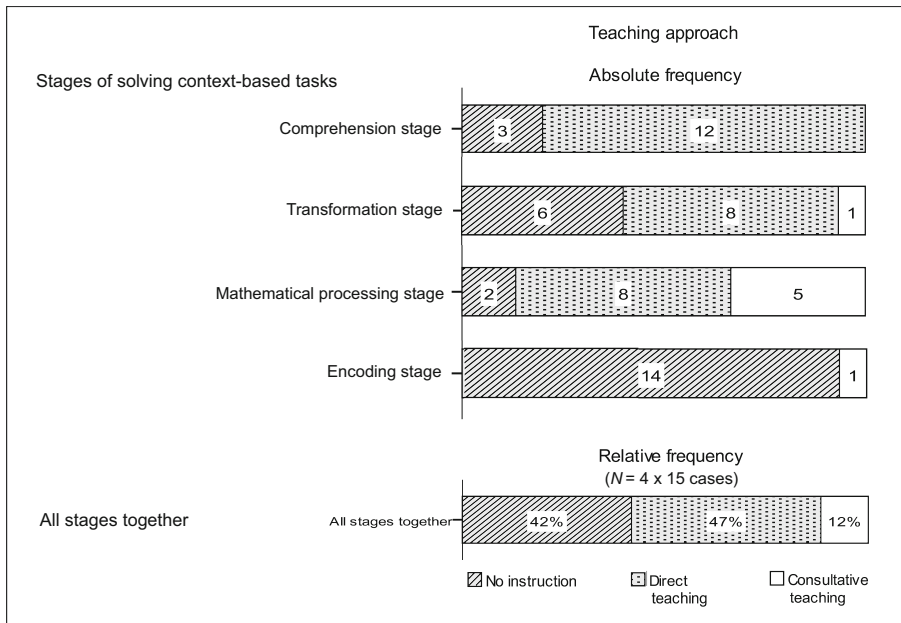 Teaching approach
Stages of solving context-based tasks
Absolute frequency
Comprehension stage
3 12
Transformation stage
6 8 1
Mathematical processing stage
2 8 5
Encoding stage
14 1
Relative frequency
(N = 4 x 15 cases)
All stages together
All stages together
42% 47% 12%
No instruction
Direct
teaching
Consultative
teaching